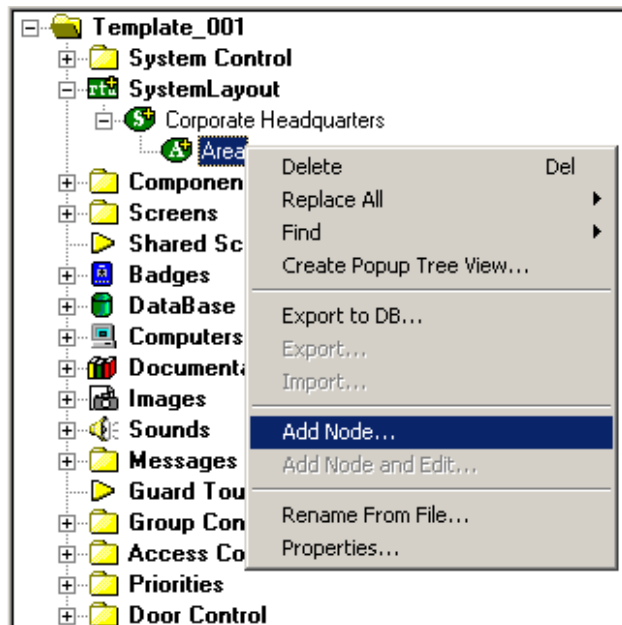 Template_001
System Control
rtu SystemLayout
S Corporate Headquarters
A Area
Componen
Screens
Shared Sc
Badges
DataBase
Computers
Documenta
Images
Sounds
Messages
Guard Tou
Group Con
Access Co
Priorities
Door Control
Delete Del
Replace All
Find
Create Popup Tree View...
Export to DB...
Export...
Import...
Add Node...
Add Node and Edit...
Rename From File...
Properties...